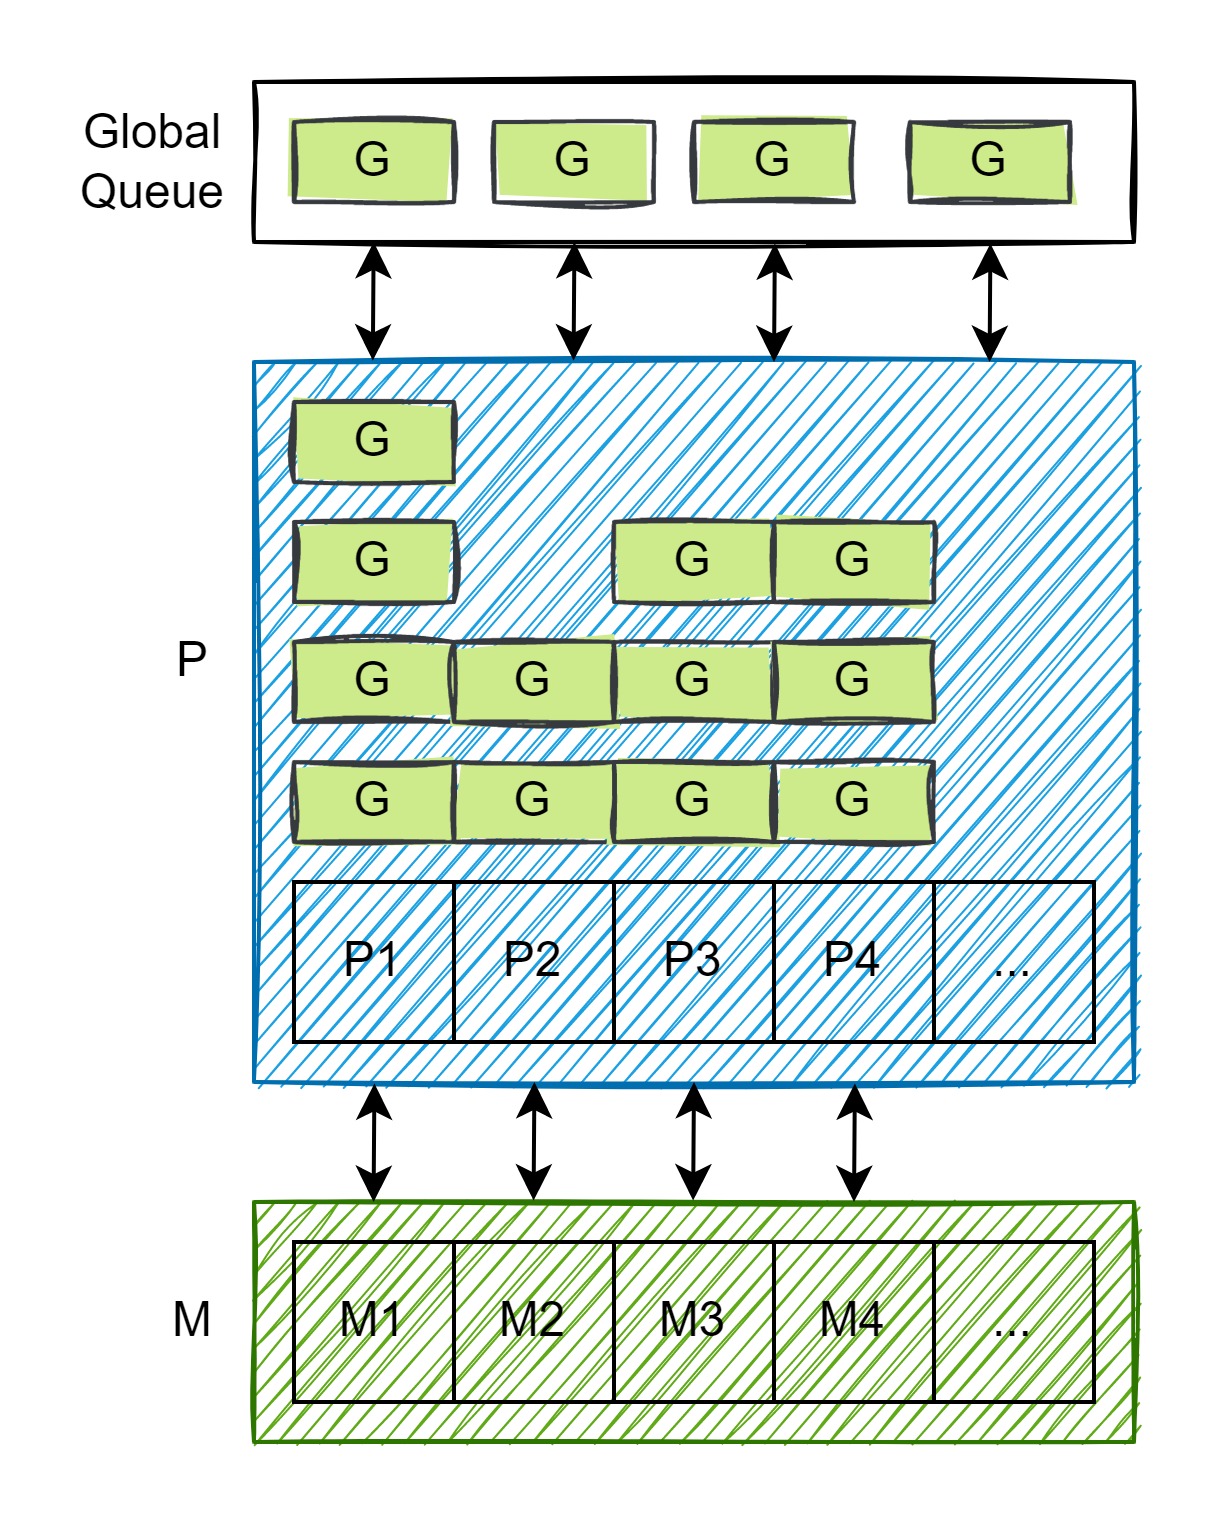 Global
Queue
G G G G
G
G G G
P
G G G G
G G G G
P1 P2 P3 P4 ...
M
M1 M2 M3 M4 ...